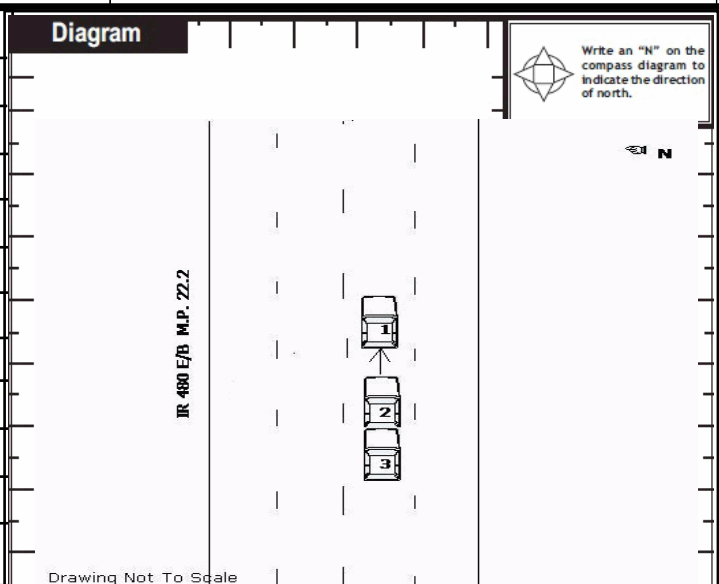 Diagram
Write an "N" on the
compass diagram to
indicate the direction
of north.
N
IR 480 E/B M.P. 22.2
1
2
3
Drawing Not To Scale